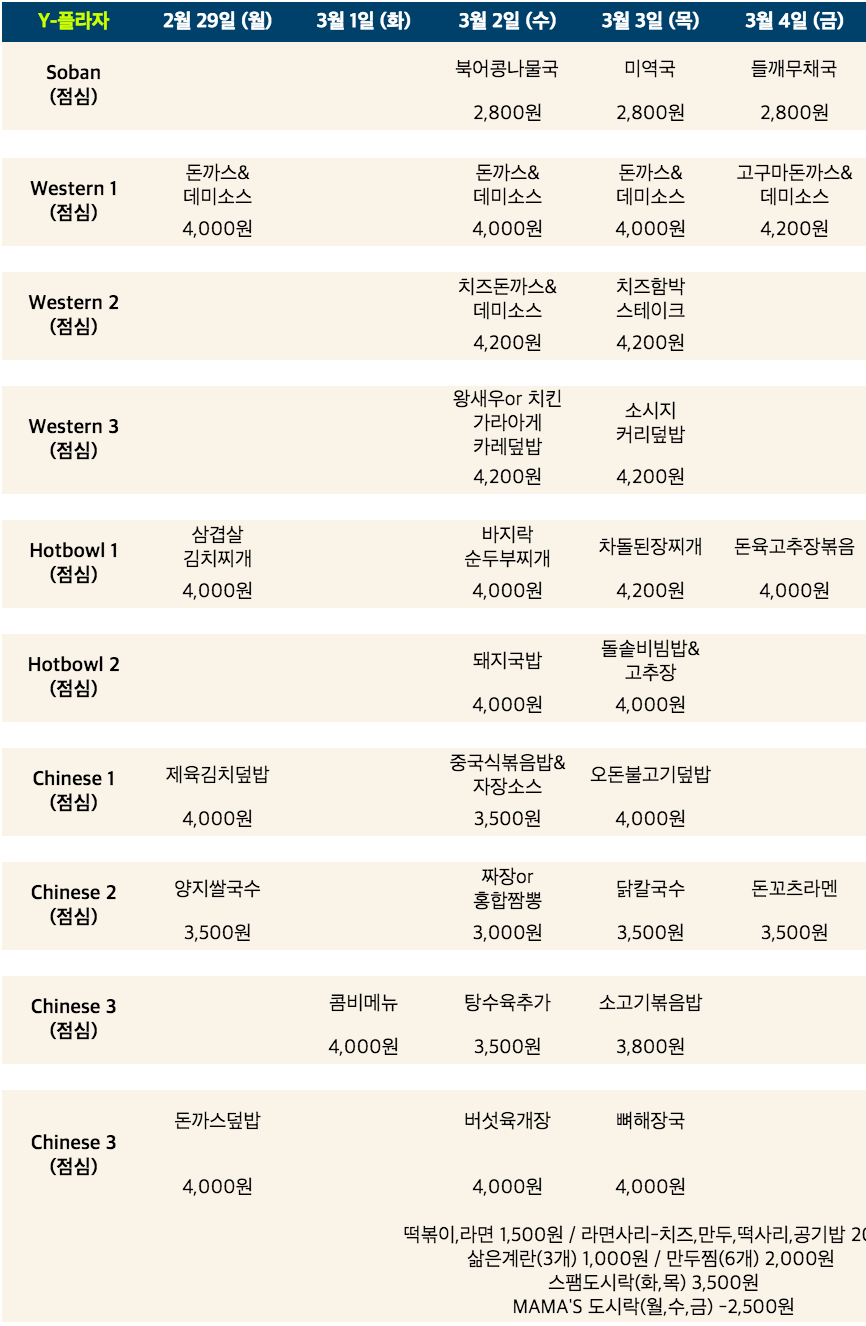 Y-플라자 2월 29일 (월) 3월 1일 (화) 3월 2일 (수) 3월 3일 (목) 3월 4일 (금)
Soban
(점심)
북어콩나물국 미역국 들깨무채국
2,800원 2,800원 2,800원
Western 1
(점심)
돈까스& 돈까스& 돈까스& 고구마돈까스&
데미소스 데미소스 데미소스 데미소스
4,000원 4,000원 4,000원 4,200원
Western 2
(점심)
치즈돈까스& 치즈함박
데미소스 스테이크
4,200원 4,200원
Western 3
(점심)
왕새우or 치킨 소시지
가라아게 커리덮밥
카레덮밥
4,200원 4,200원
Hotbowl 1
(점심)
삼겹살 바지락 차돌된장찌개 돈육고추장볶음
김치찌개 순두부찌개
4,000원 4,000원 4,200원 4,000원
Hotbowl 2
(점심)
돼지국밥 돌솥비빔밥&
고추장
4,000원 4,000원
Chinese 1
(점심)
제육김치덮밥 중국식볶음밥& 오돈불고기덮밥
자장소스
4,000원 3,500원 4,000원
Chinese 2
(점심)
양지쌀국수 짜장or 닭칼국수 돈꼬츠라멘
홍합짬뽕
3,500원 3,000원 3,500원 3,500원
Chinese 3
(점심)
콤비메뉴 탕수육추가 소고기볶음밥
4,000원 3,500원 3,800원
Chinese 3
(점심)
돈까스덮밥 버섯육개장 뼈해장국
4,000원 4,000원 4,000원
떡볶이,라면 1,500원 / 라면사리-치즈,만두,떡사리,공기밥
삶은계란(3개) 1,000원 / 만두찜(6개) 2,000원
스팸도시락(화,목) 3,500원
MAMA'S 도시락(월,수,금) -2,500원